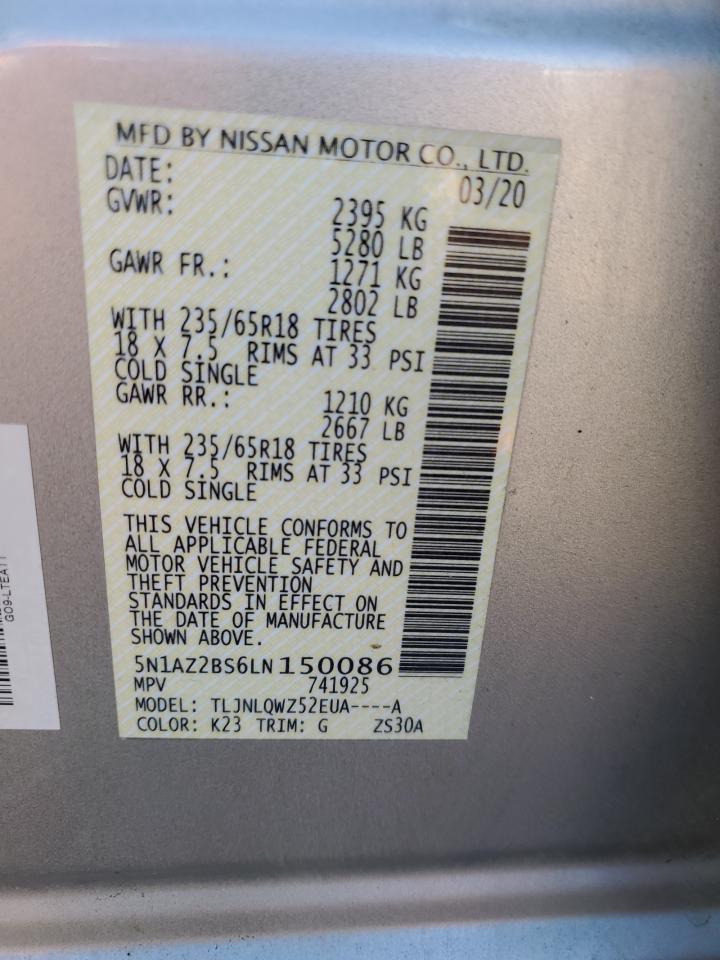 MFD BY NISSAN MOTOR CO., LTD.
DATE: 03/20
GVWR: 2395 KG
5280 LB
GAWR FR.: 1271 KG
2802 LB
WITH 235/65R18 TIRES
18 X 7.5 RIMS AT 33 PSI
COLD SINGLE
GAWR RR.: 1210 KG
2667 LB
WITH 235/65R18 TIRES
18 X 7.5 RIMS AT 33 PSI
COLD SINGLE
THIS VEHICLE CONFORMS TO
ALL APPLICABLE FEDERAL
MOTOR VEHICLE SAFETY AND
THEFT PREVENTION
STANDARDS IN EFFECT ON
THE DATE OF MANUFACTURE
SHOWN ABOVE.
5N1AZ2BS6LN150086
MPV 741925
MODEL: TLJNLQWZ52EUA----A
COLOR: K23 TRIM: G ZS30A